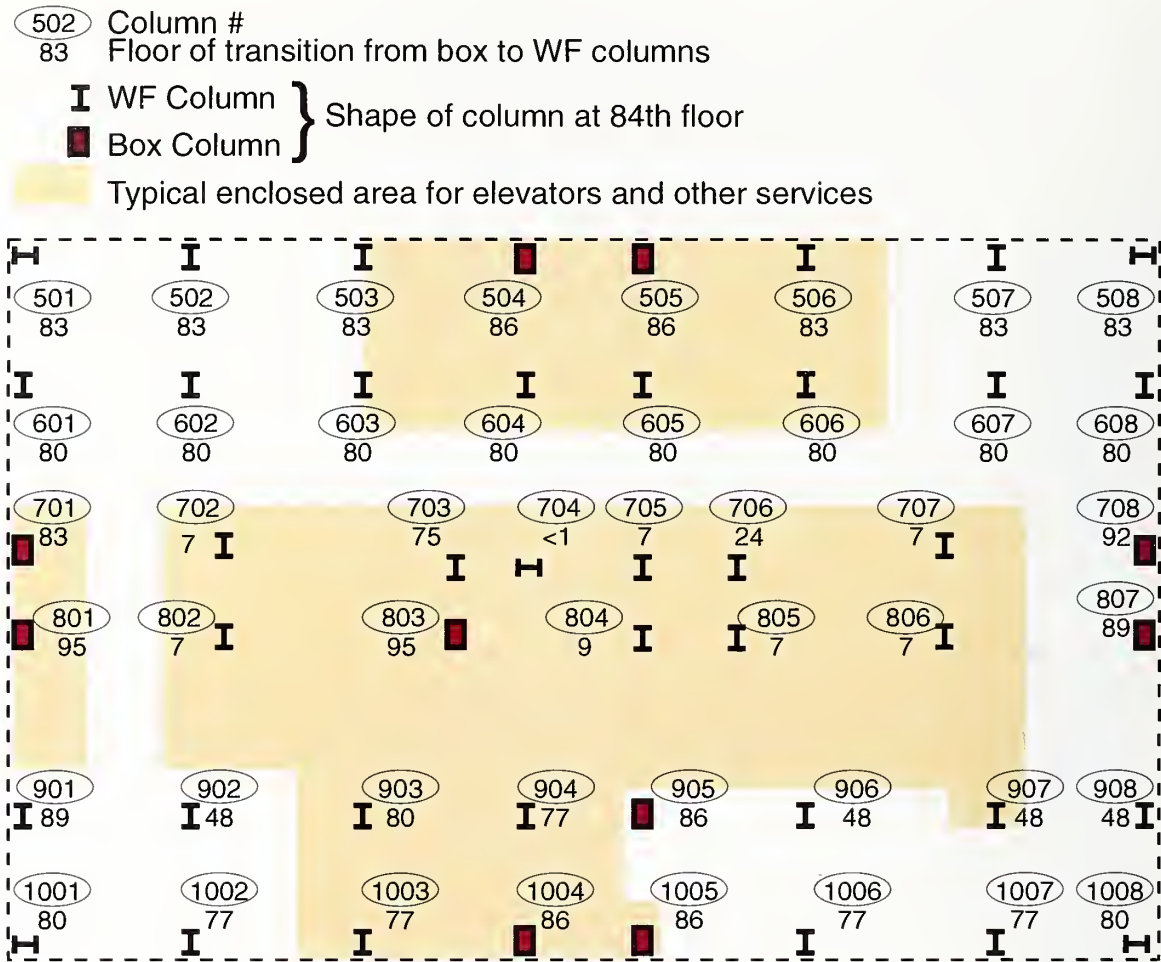 502 Column #
83 Floor of transition from box to WF columns
WF Column
Box Column
} Shape of column at 84th floor
Typical enclosed area for elevators and other services
501 502 503 504 505 506 507 508
83 83 83 86 86 83 83 83
601 602 603 604 605 606 607 608
80 80 80 80 80 80 80 80
701 702 703 704 705 706 707 708
83 7 75 <1 7 24 7 92
801 802 803 804 805 806 807
95 7 95 9 7 7 89
901 902 903 904 905 906 907 908
89 48 80 77 86 48 48 48
1001 1002 1003 1004 1005 1006 1007 1008
80 77 77 86 86 77 77 80